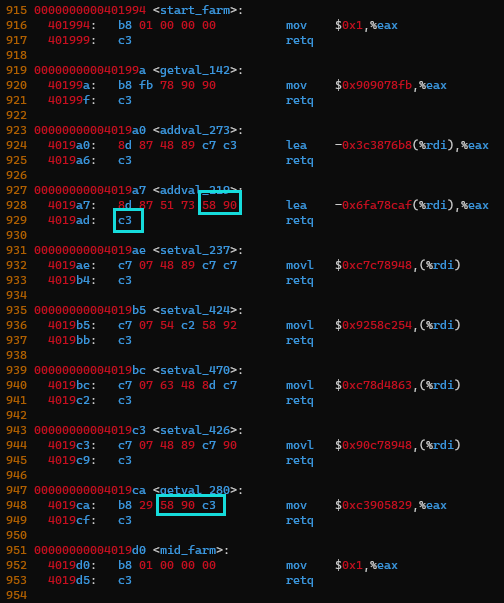 915 0000000000401994 <start_farm>:
916   401994:   b8 01 00 00 00          mov    $0x1,%eax
917   401999:   c3                      retq
918
919 000000000040199a <getval_142>:
920   40199a:   b8 fb 78 90 90          mov    $0x909078fb,%eax
921   40199f:   c3                      retq
922
923 00000000004019a0 <addval_273>:
924   4019a0:   8d 87 48 89 c7 c3       lea    -0x3c3876b8(%rdi),%eax
925   4019a6:   c3                      retq
926
927 00000000004019a7 <addval_219>:
928   4019a7:   8d 87 51 73 58 90       lea    -0x6fa78caf(%rdi),%eax
929   4019ad:   c3                      retq
930
931 00000000004019ae <setval_237>:
932   4019ae:   c7 07 48 89 c7 c7       movl   $0xc7c78948,(%rdi)
933   4019b4:   c3                      retq
934
935 00000000004019b5 <setval_424>:
936   4019b5:   c7 07 54 c2 58 92       movl   $0x9258c254,(%rdi)
937   4019bb:   c3                      retq
938
939 00000000004019bc <setval_470>:
940   4019bc:   c7 07 63 48 8d c7       movl   $0xc78d4863,(%rdi)
941   4019c2:   c3                      retq
942
943 00000000004019c3 <setval_426>:
944   4019c3:   c7 07 48 89 c7 90       movl   $0x90c78948,(%rdi)
945   4019c9:   c3                      retq
946
947 00000000004019ca <getval_280>:
948   4019ca:   b8 29 58 90 c3          mov    $0xc3905829,%eax
949   4019cf:   c3                      retq
950
951 00000000004019d0 <mid_farm>:
952   4019d0:   b8 01 00 00 00          mov    $0x1,%eax
953   4019d5:   c3                      retq
954